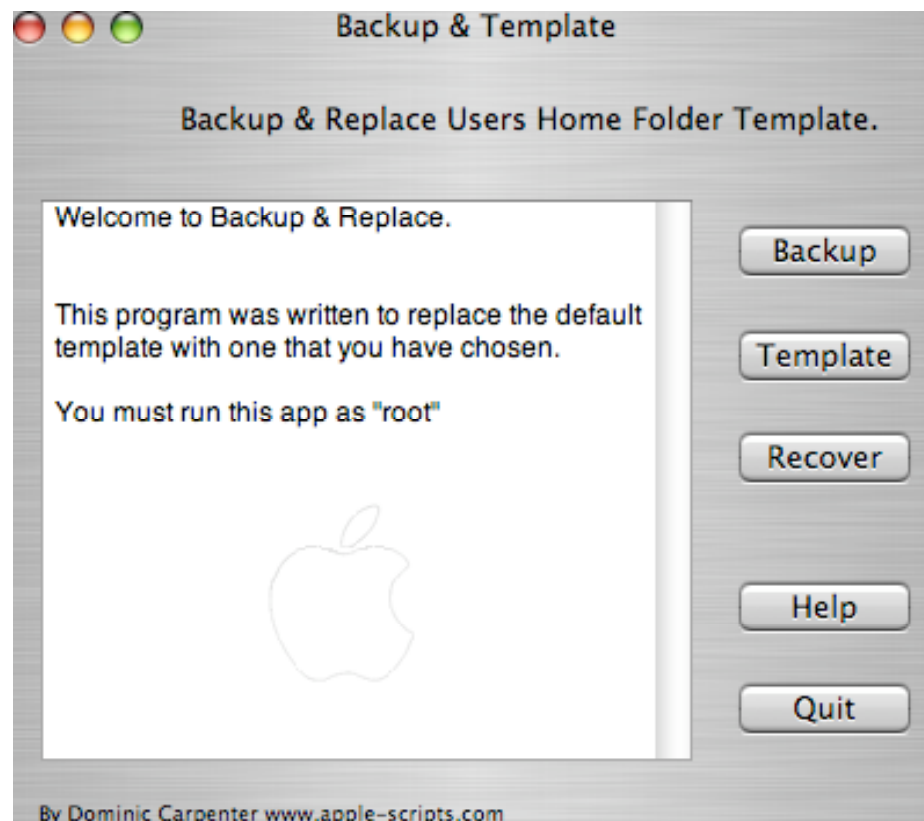 Backup & Template
Backup & Replace Users Home Folder Template.
Welcome to Backup & Replace.
This program was written to replace the default
template with one that you have chosen.
You must run this app as "root"
Backup
Template
Recover
Help
Quit
By Dominic Carpenter www.apple-scripts.com